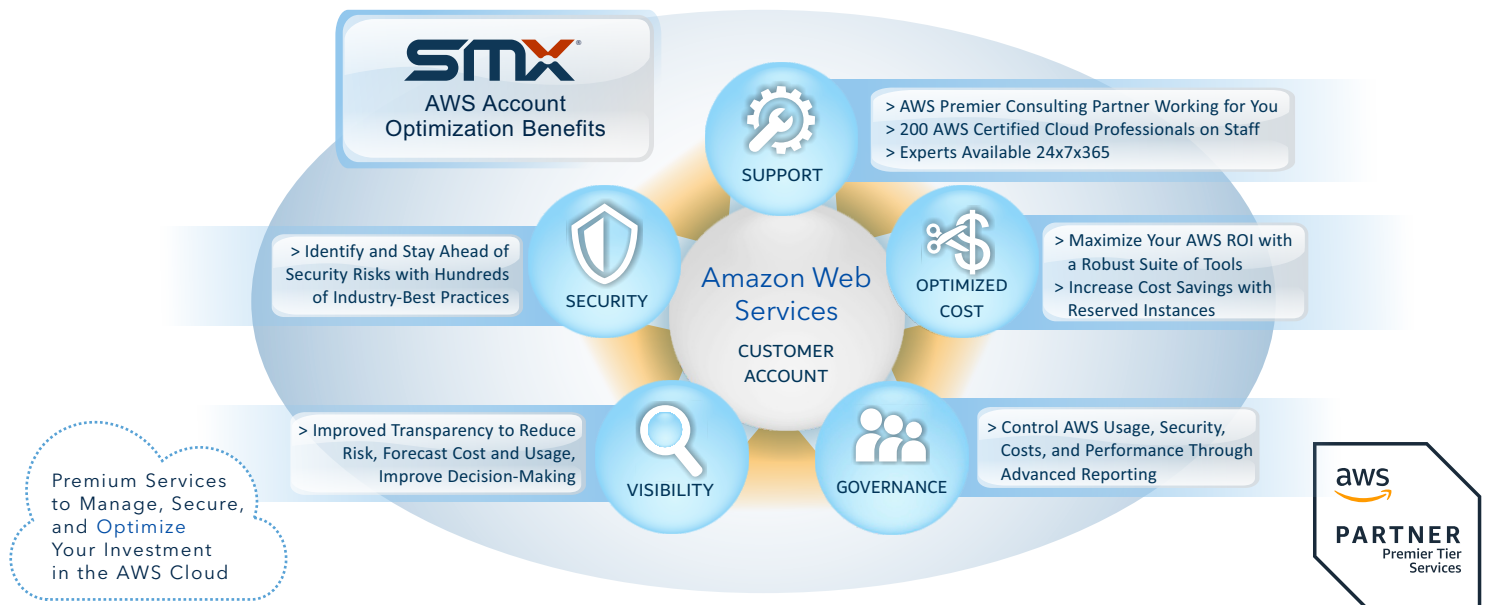 SMX®
AWS Account
Optimization Benefits
SUPPORT
> AWS Premier Consulting Partner Working for You
> 200 AWS Certified Cloud Professionals on Staff
> Experts Available 24x7x365
SECURITY
> Identify and Stay Ahead of
Security Risks with Hundreds
of Industry-Best Practices
Amazon Web
Services
CUSTOMER
ACCOUNT
OPTIMIZED
COST
> Maximize Your AWS ROI with
a Robust Suite of Tools
> Increase Cost Savings with
Reserved Instances
VISIBILITY
> Improved Transparency to Reduce
Risk, Forecast Cost and Usage,
Improve Decision-Making
GOVERNANCE
> Control AWS Usage, Security,
Costs, and Performance Through
Advanced Reporting
Premium Services
to Manage, Secure,
and Optimize
Your Investment
in the AWS Cloud
aws
PARTNER
Premier Tier
Services